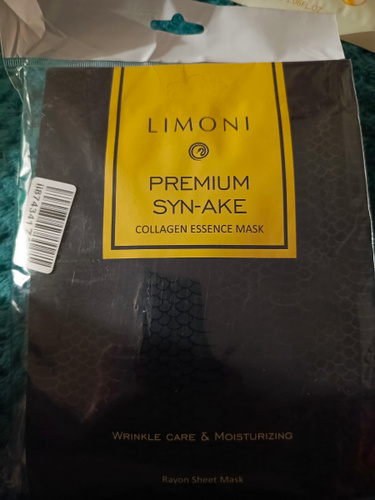 LIMONI
PREMIUM
SYN-AKE
COLLAGEN ESSENCE MASK
WRINKLE CARE & MOISTURIZING
Rayon Sheet Mask